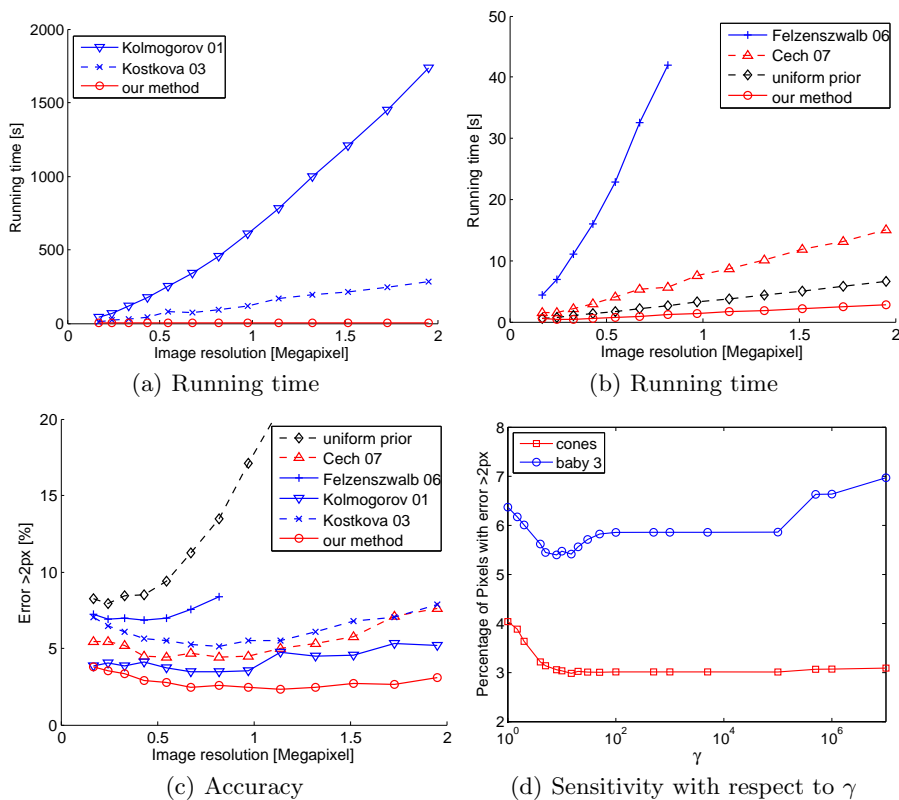 2000
1500
1000
500
0
Running time [s]
Kolmogorov 01
Kostkova 03
our method
0 0.5 1 1.5 2
Image resolution [Megapixel]
(a) Running time
50
40
30
20
10
0
Running time [s]
Felzenszwalb 06
Cech 07
uniform prior
our method
0 0.5 1 1.5 2
Image resolution [Megapixel]
(b) Running time
20
15
10
5
0
Error >2px [%]
uniform prior
Cech 07
Felzenszwalb 06
Kolmogorov 01
Kostkova 03
our method
0 0.5 1 1.5 2
Image resolution [Megapixel]
(c) Accuracy
8
7
6
5
4
3
2
Percentage of Pixels with error >2px
cones
baby 3
10⁰ 10² 10⁴ 10⁶
γ
(d) Sensitivity with respect to γ